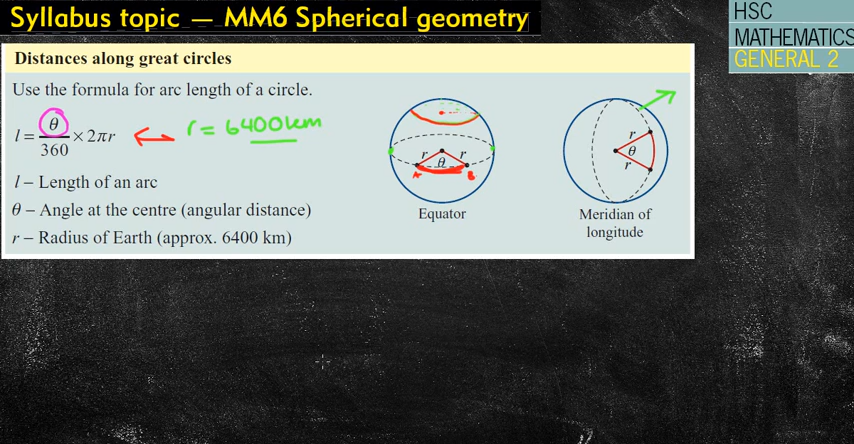 Syllabus topic — MM6 Spherical geometry
HSC
MATHEMATICS
GENERAL 2
Distances along great circles
Use the formula for arc length of a circle.
l = θ/360 × 2πr
r = 6400km
l – Length of an arc
θ – Angle at the centre (angular distance)
r – Radius of Earth (approx. 6400 km)
r r
θ
A B
Equator
r
θ
r
Meridian of
longitude